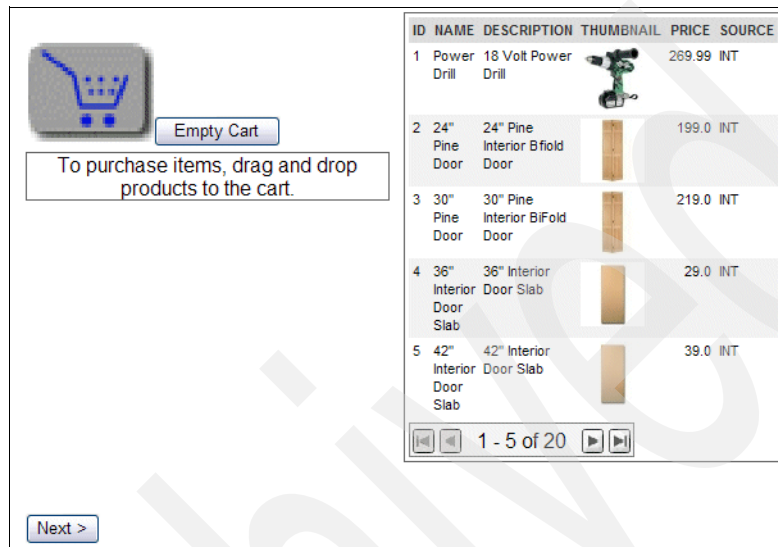 Empty Cart
To purchase items, drag and drop
products to the cart.
ID NAME DESCRIPTION THUMBNAIL PRICE SOURCE
1 Power 18 Volt Power 269.99 INT
Drill Drill
2 24" 24" Pine 199.0 INT
Pine Interior Bfiold
Door Door
3 30" 30" Pine 219.0 INT
Pine Interior BiFold
Door Door
4 36" 36" Interior 29.0 INT
Interior Door Slab
Door
Slab
5 42" 42" Interior 39.0 INT
Interior Door Slab
Door
Slab
1 - 5 of 20
Next >